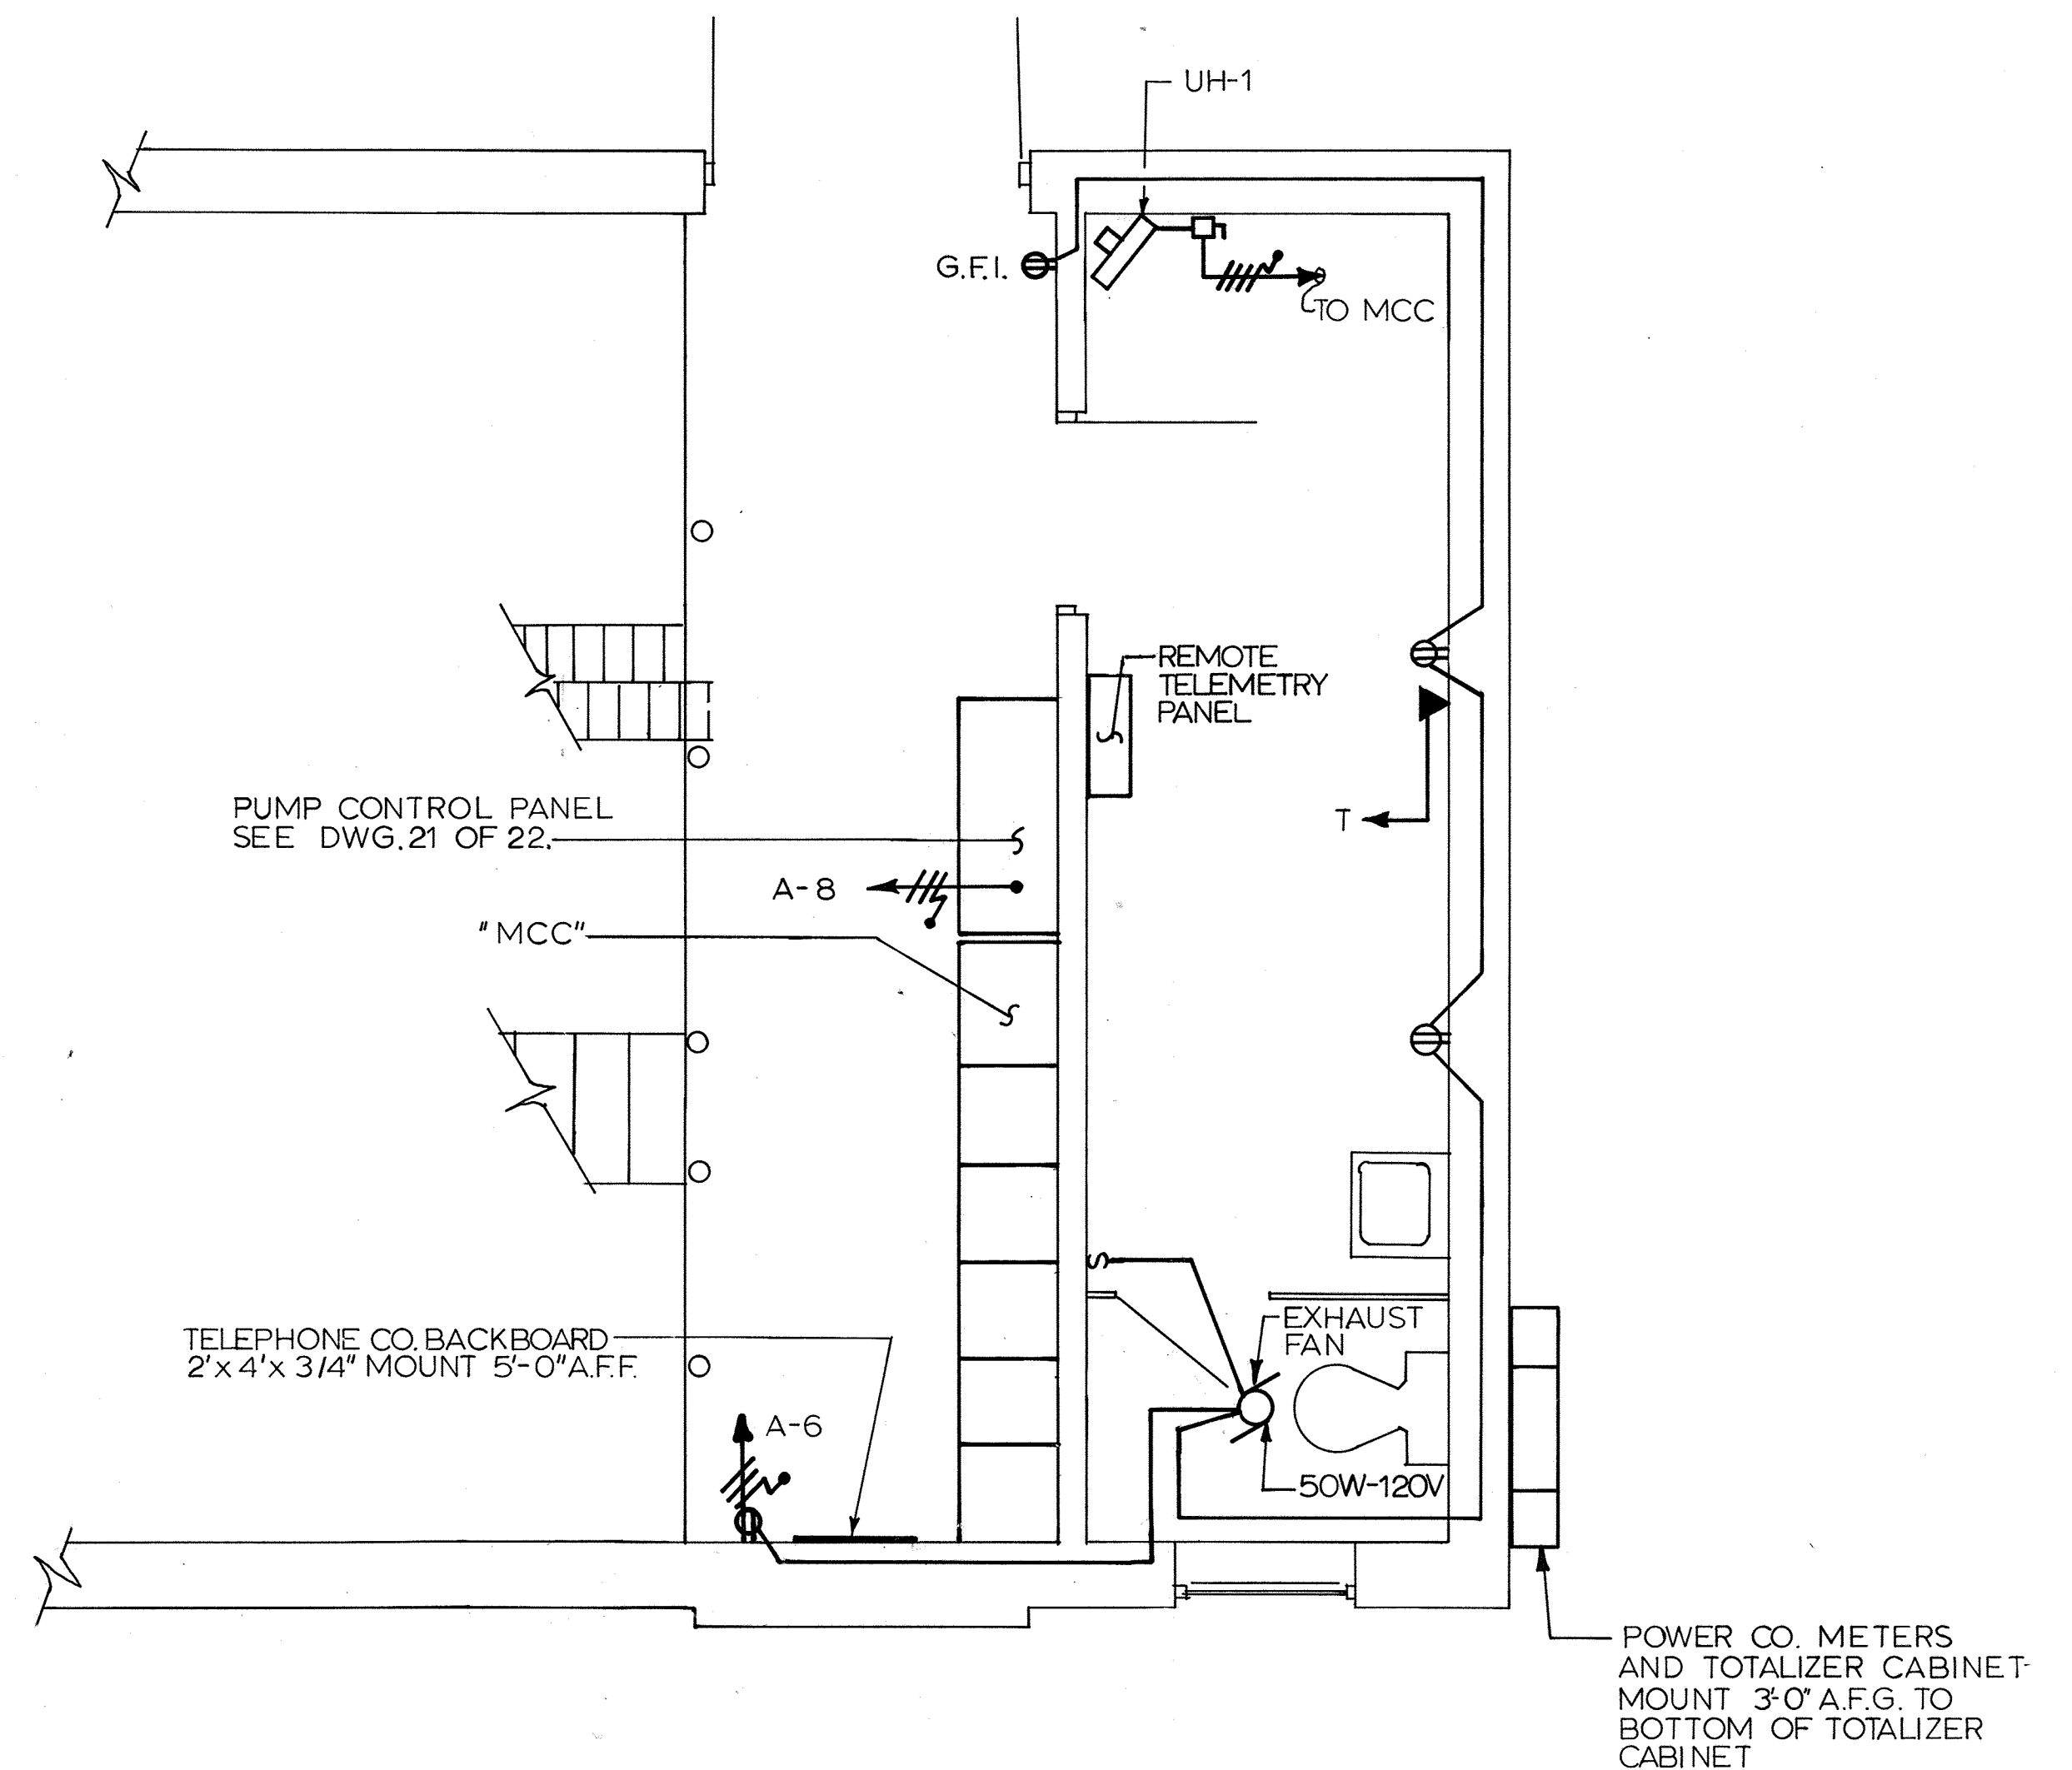 UH-1
G.F.I.
TO MCC
REMOTE
TELEMETRY
PANEL
PUMP CONTROL PANEL
SEE DWG. 21 OF 22.
T
A-8
"MCC"
S
EXHAUST
FAN
TELEPHONE CO. BACKBOARD
2'x4'x3/4" MOUNT 5'-0" A.F.F.
A-6
50W-120V
POWER CO. METERS
AND TOTALIZER CABINET-
MOUNT 3'-0" A.F.G. TO
BOTTOM OF TOTALIZER
CABINET